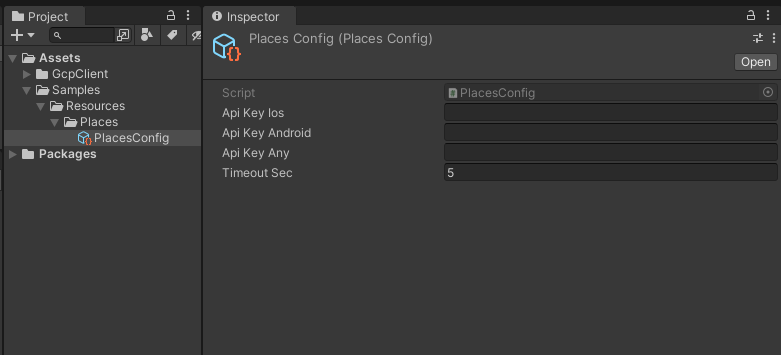 Project
Assets
GcpClient
Samples
Resources
Places
PlacesConfig
Packages
Inspector
Places Config (Places Config)
Open
Script
PlacesConfig
Api Key Ios
Api Key Android
Api Key Any
Timeout Sec
5